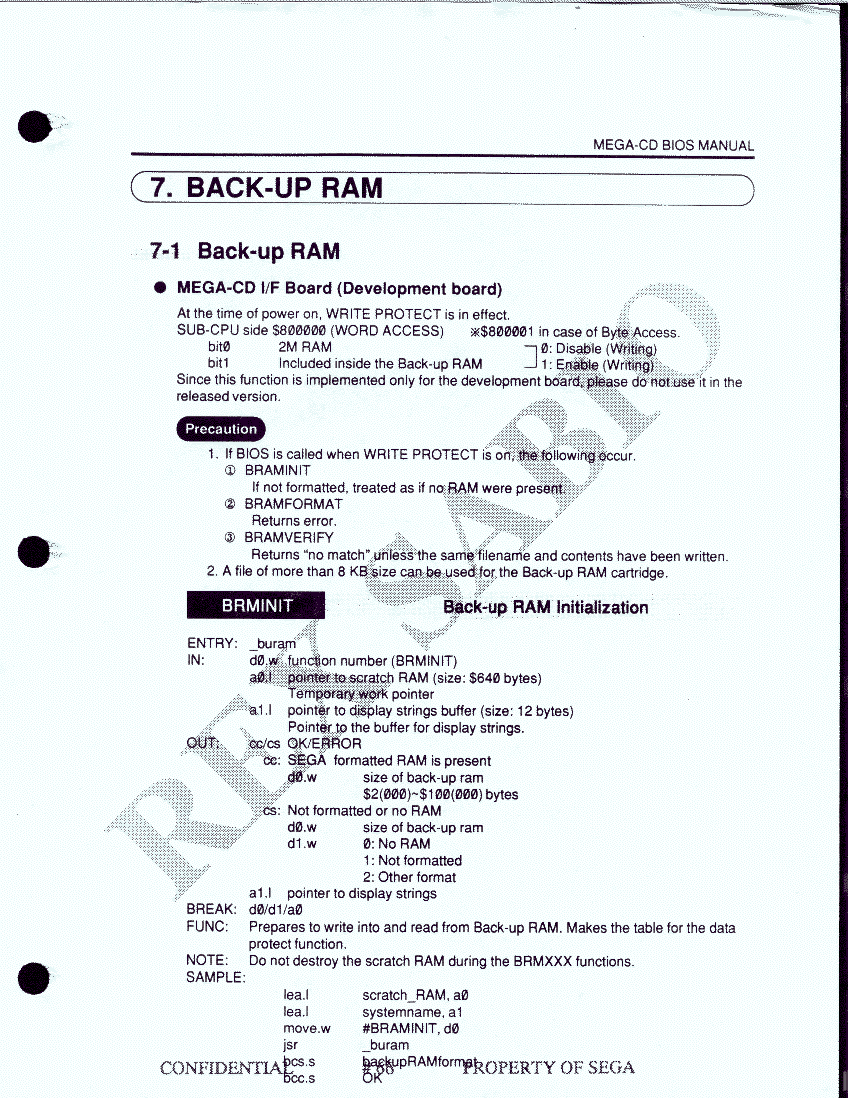 MEGA-CD BIOS MANUAL
7. BACK-UP RAM
7-1 Back-up RAM
● MEGA-CD I/F Board (Development board)
At the time of power on, WRITE PROTECT is in effect.
SUB-CPU side $800000 (WORD ACCESS) ※$800001 in case of Byte Access.
bit0 2M RAM 0: Disable (Writing)
bit1 Included inside the Back-up RAM 1: Enable (Writing)
Since this function is implemented only for the development board, please do not use it in the
released version.
Precaution
1. If BIOS is called when WRITE PROTECT is on, the following occur.
① BRAMINIT
If not formatted, treated as if no RAM were present.
② BRAMFORMAT
Returns error.
③ BRAMVERIFY
Returns "no match" unless the same filename and contents have been written.
2. A file of more than 8 KB size can be used for the Back-up RAM cartridge.
BRMINIT Back-up RAM Initialization
ENTRY: _buram
IN: d0.w function number (BRMINIT)
a0.l pointer to scratch RAM (size: $640 bytes)
Temporary work pointer
a1.l pointer to display strings buffer (size: 12 bytes)
Pointer to the buffer for display strings.
OUT: cc/cs OK/ERROR
cc: SEGA formatted RAM is present
d0.w size of back-up ram
$2(000)~$100(000) bytes
cs: Not formatted or no RAM
d0.w size of back-up ram
d1.w 0: No RAM
1: Not formatted
2: Other format
a1.l pointer to display strings
BREAK: d0/d1/a0
FUNC: Prepares to write into and read from Back-up RAM. Makes the table for the data
protect function.
NOTE: Do not destroy the scratch RAM during the BRMXXX functions.
SAMPLE:
lea.l scratch_RAM, a0
lea.l systemname, a1
move.w #BRAMINIT, d0
jsr _buram
bcs.s backupRAMformat
bcc.s OK
CONFIDENTIAL PROPERTY OF SEGA
REX SABIO